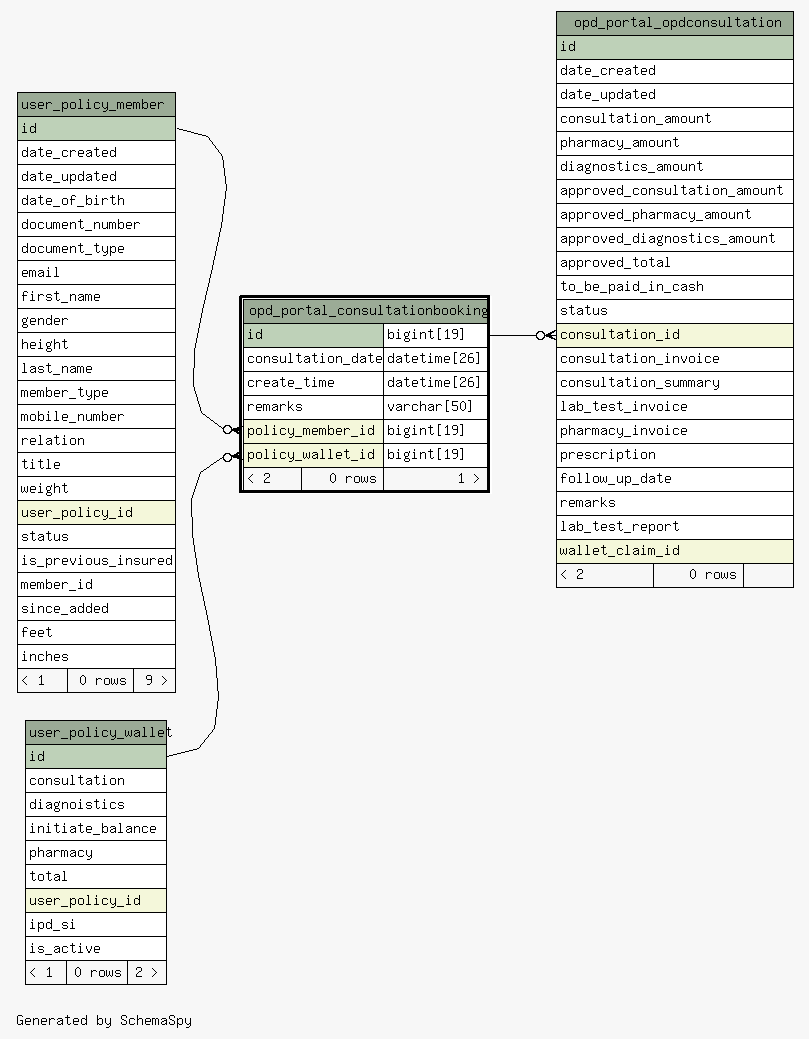 opd_portal_opdconsultation
id
date_created
date_updated
consultation_amount
pharmacy_amount
diagnostics_amount
approved_consultation_amount
approved_pharmacy_amount
approved_diagnostics_amount
approved_total
to_be_paid_in_cash
status
consultation_id
consultation_invoice
consultation_summary
lab_test_invoice
pharmacy_invoice
prescription
follow_up_date
remarks
lab_test_report
wallet_claim_id
< 2 0 rows
user_policy_member
id
date_created
date_updated
date_of_birth
document_number
document_type
email
first_name
gender
height
last_name
member_type
mobile_number
relation
title
weight
user_policy_id
status
is_previous_insured
member_id
since_added
feet
inches
< 1 0 rows 9 >
opd_portal_consultationbooking
id bigint[19]
consultation_date datetime[26]
create_time datetime[26]
remarks varchar[50]
policy_member_id bigint[19]
policy_wallet_id bigint[19]
< 2 0 rows 1 >
user_policy_wallet
id
consultation
diagnoistics
initiate_balance
pharmacy
total
user_policy_id
ipd_si
is_active
< 1 0 rows 2 >
Generated by SchemaSpy